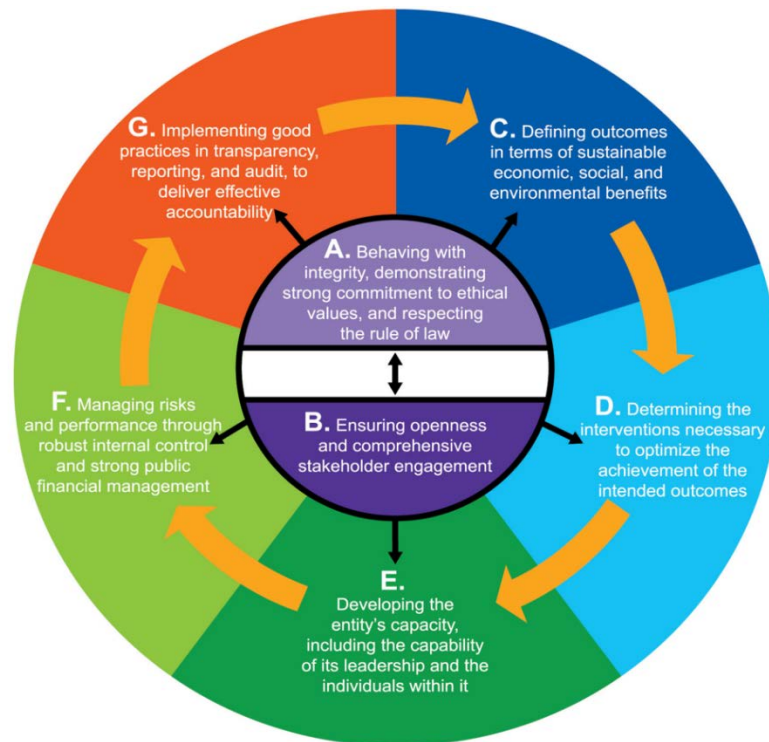 G. Implementing good
practices in transparency,
reporting, and audit, to
deliver effective
accountability
C. Defining outcomes
in terms of sustainable
economic, social, and
environmental benefits
A. Behaving with
integrity, demonstrating
strong commitment to ethical
values, and respecting
the rule of law
B. Ensuring openness
and comprehensive
stakeholder engagement
D. Determining the
interventions necessary
to optimize the
achievement of the
intended outcomes
E.
Developing the
entity's capacity,
including the capability
of its leadership and the
individuals within it
F. Managing risks
and performance through
robust internal control
and strong public
financial management